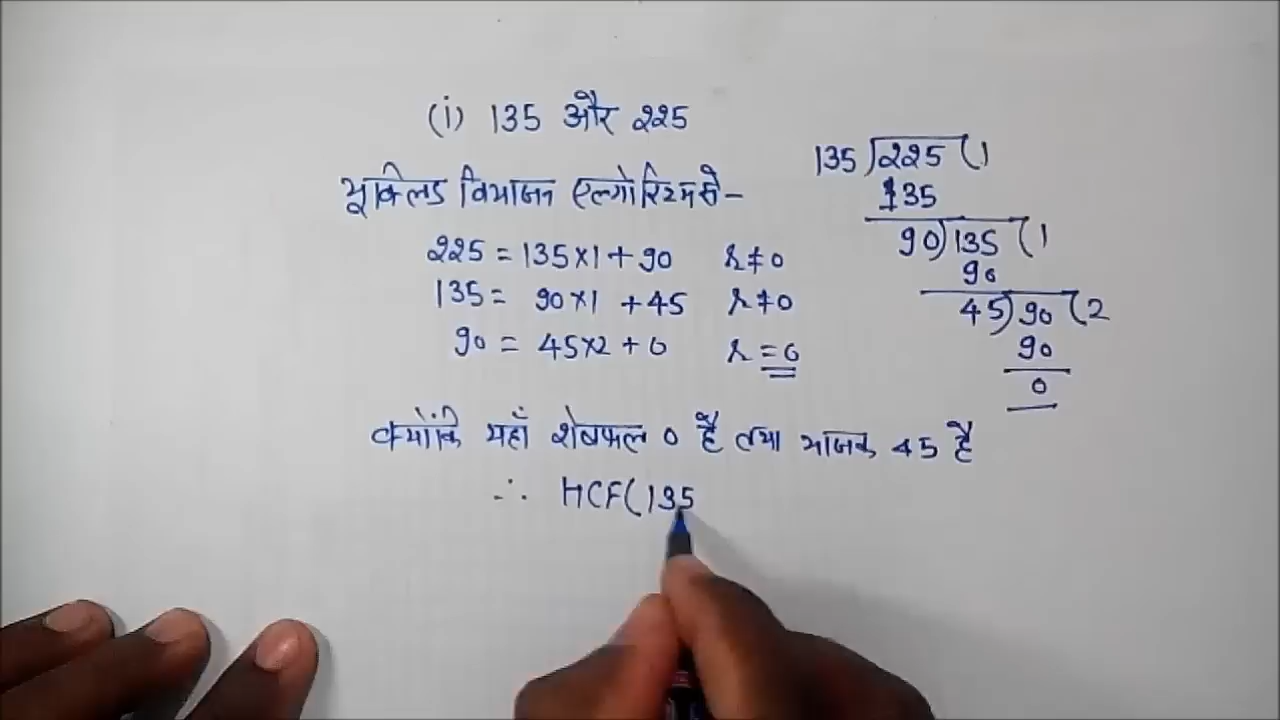 (i) 135 और 225
यूक्लिड विभाजन एल्गोरिथ्म से -
225 = 135×1 + 90 r ≠ 0
135 = 90×1 + 45 r ≠ 0
90 = 45×2 + 0 r = 0
क्योंकि यहाँ शेषफल 0 है तथा भाजक 45 है
∴ HCF(135
135)225(1
135
90)135(1
90
45)90(2
90
0